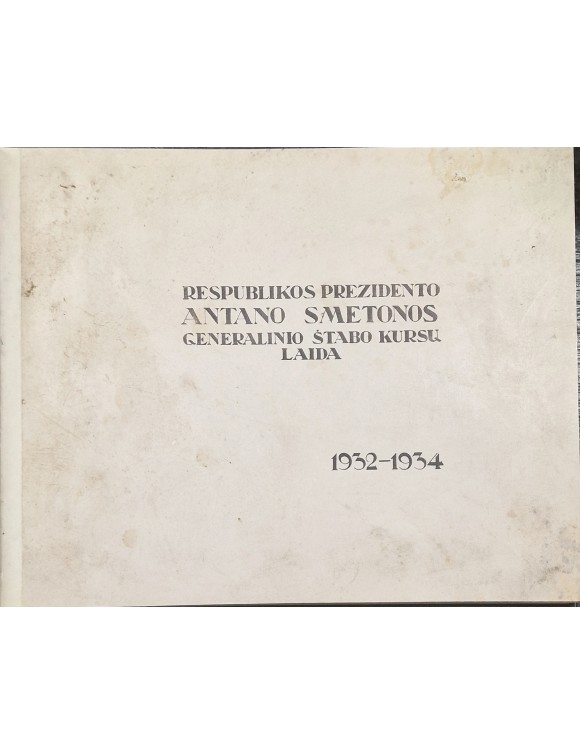 RESPUBLIKOS PREZIDENTO
ANTANO SMETONOS
GENERALINIO ŠTABO KURSŲ
LAIDA
1932-1934